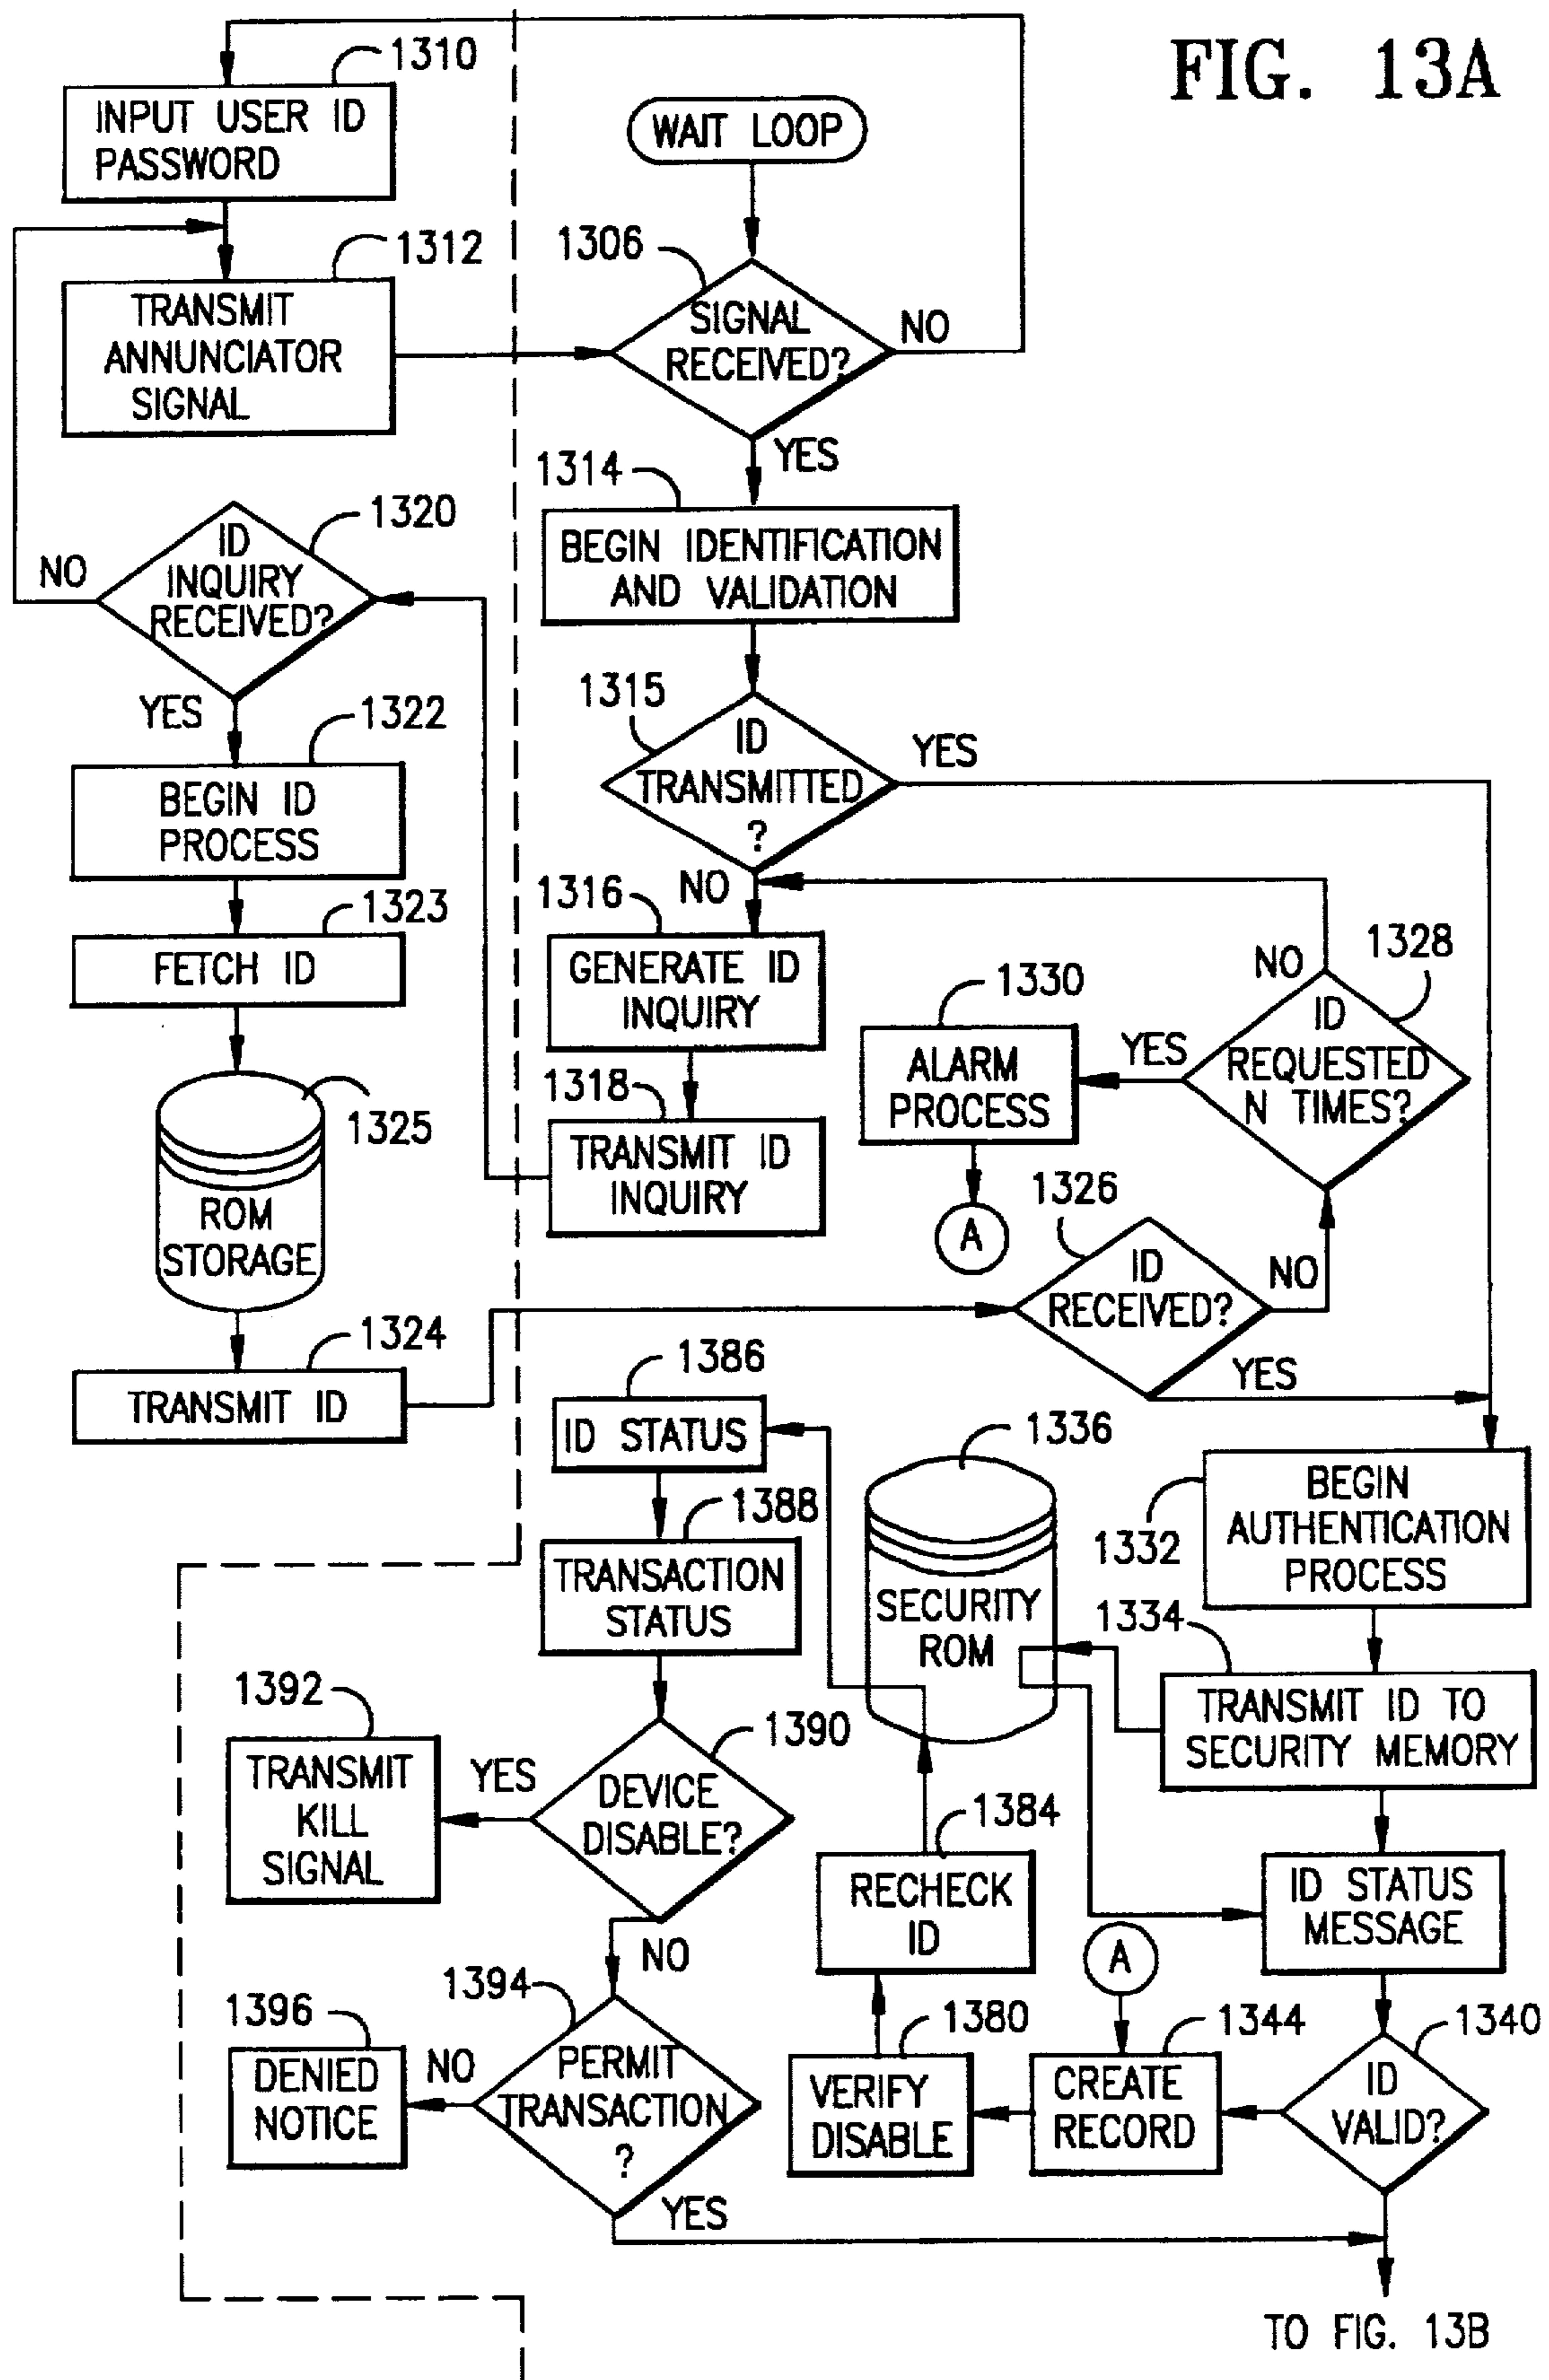 FIG. 13A
1310
INPUT USER ID
PASSWORD
WAIT LOOP
1312
TRANSMIT
ANNUNCIATOR
SIGNAL
1306
SIGNAL
RECEIVED?
NO
YES
1314
BEGIN IDENTIFICATION
AND VALIDATION
1320
ID
INQUIRY
RECEIVED?
NO
YES
1315
ID
TRANSMITTED
?
YES
NO
1322
BEGIN ID
PROCESS
1323
FETCH ID
1325
ROM
STORAGE
1324
TRANSMIT ID
1316
GENERATE ID
INQUIRY
1318
TRANSMIT ID
INQUIRY
1328
ID
REQUESTED
N TIMES?
NO
YES
1330
ALARM
PROCESS
A
1326
ID
RECEIVED?
NO
YES
1332
BEGIN
AUTHENTICATION
PROCESS
1334
TRANSMIT ID TO
SECURITY MEMORY
1336
SECURITY
ROM
ID STATUS
MESSAGE
1340
ID
VALID?
A
1344
CREATE
RECORD
1380
VERIFY
DISABLE
1384
RECHECK
ID
1386
ID STATUS
1388
TRANSACTION
STATUS
1390
DEVICE
DISABLE?
YES
NO
1392
TRANSMIT
KILL
SIGNAL
1394
PERMIT
TRANSACTION
?
NO
YES
1396
DENIED
NOTICE
TO FIG. 13B